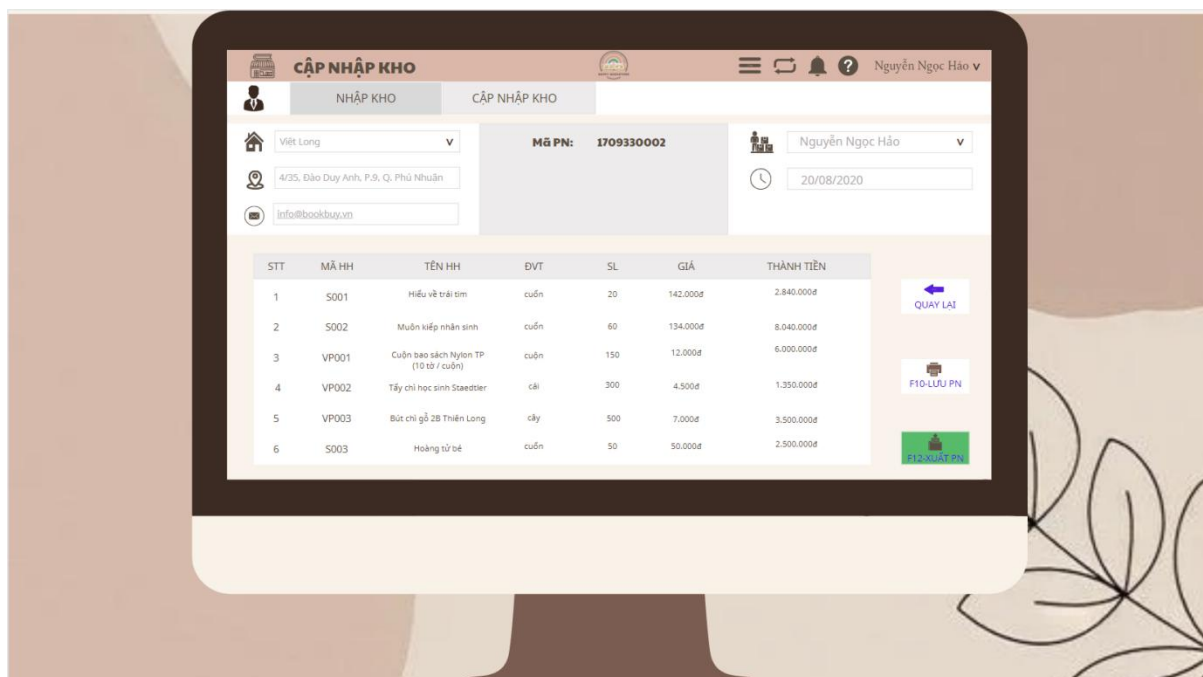 CẬP NHẬP KHO
Nguyễn Ngọc Hảo v
NHẬP KHO CẬP NHẬP KHO
Việt Long v
Mã PN: 1709330002
Nguyễn Ngọc Hảo v
4/35, Đào Duy Anh, P.9, Q. Phú Nhuận
20/08/2020
info@bookbuy.vn
STT MÃ HH TÊN HH ĐVT SL GIÁ THÀNH TIỀN
1 S001 Hiểu về trái tim cuốn 20 142.000đ 2.840.000đ
QUAY LẠI
2 S002 Muôn kiếp nhân sinh cuốn 60 134.000đ 8.040.000đ
3 VP001 Cuộn bao sách Nylon TP cuộn 150 12.000đ 6.000.000đ
(10 tờ / cuôn)
4 VP002 Tẩy chì học sinh Staedtler cái 300 4.500đ 1.350.000đ
F10-LƯU PN
5 VP003 Bút chì gỗ 2B Thiên Long cây 500 7.000đ 3.500.000đ
6 S003 Hoàng tử bé cuốn 50 50.000đ 2.500.000đ
F12-XUẤT PN